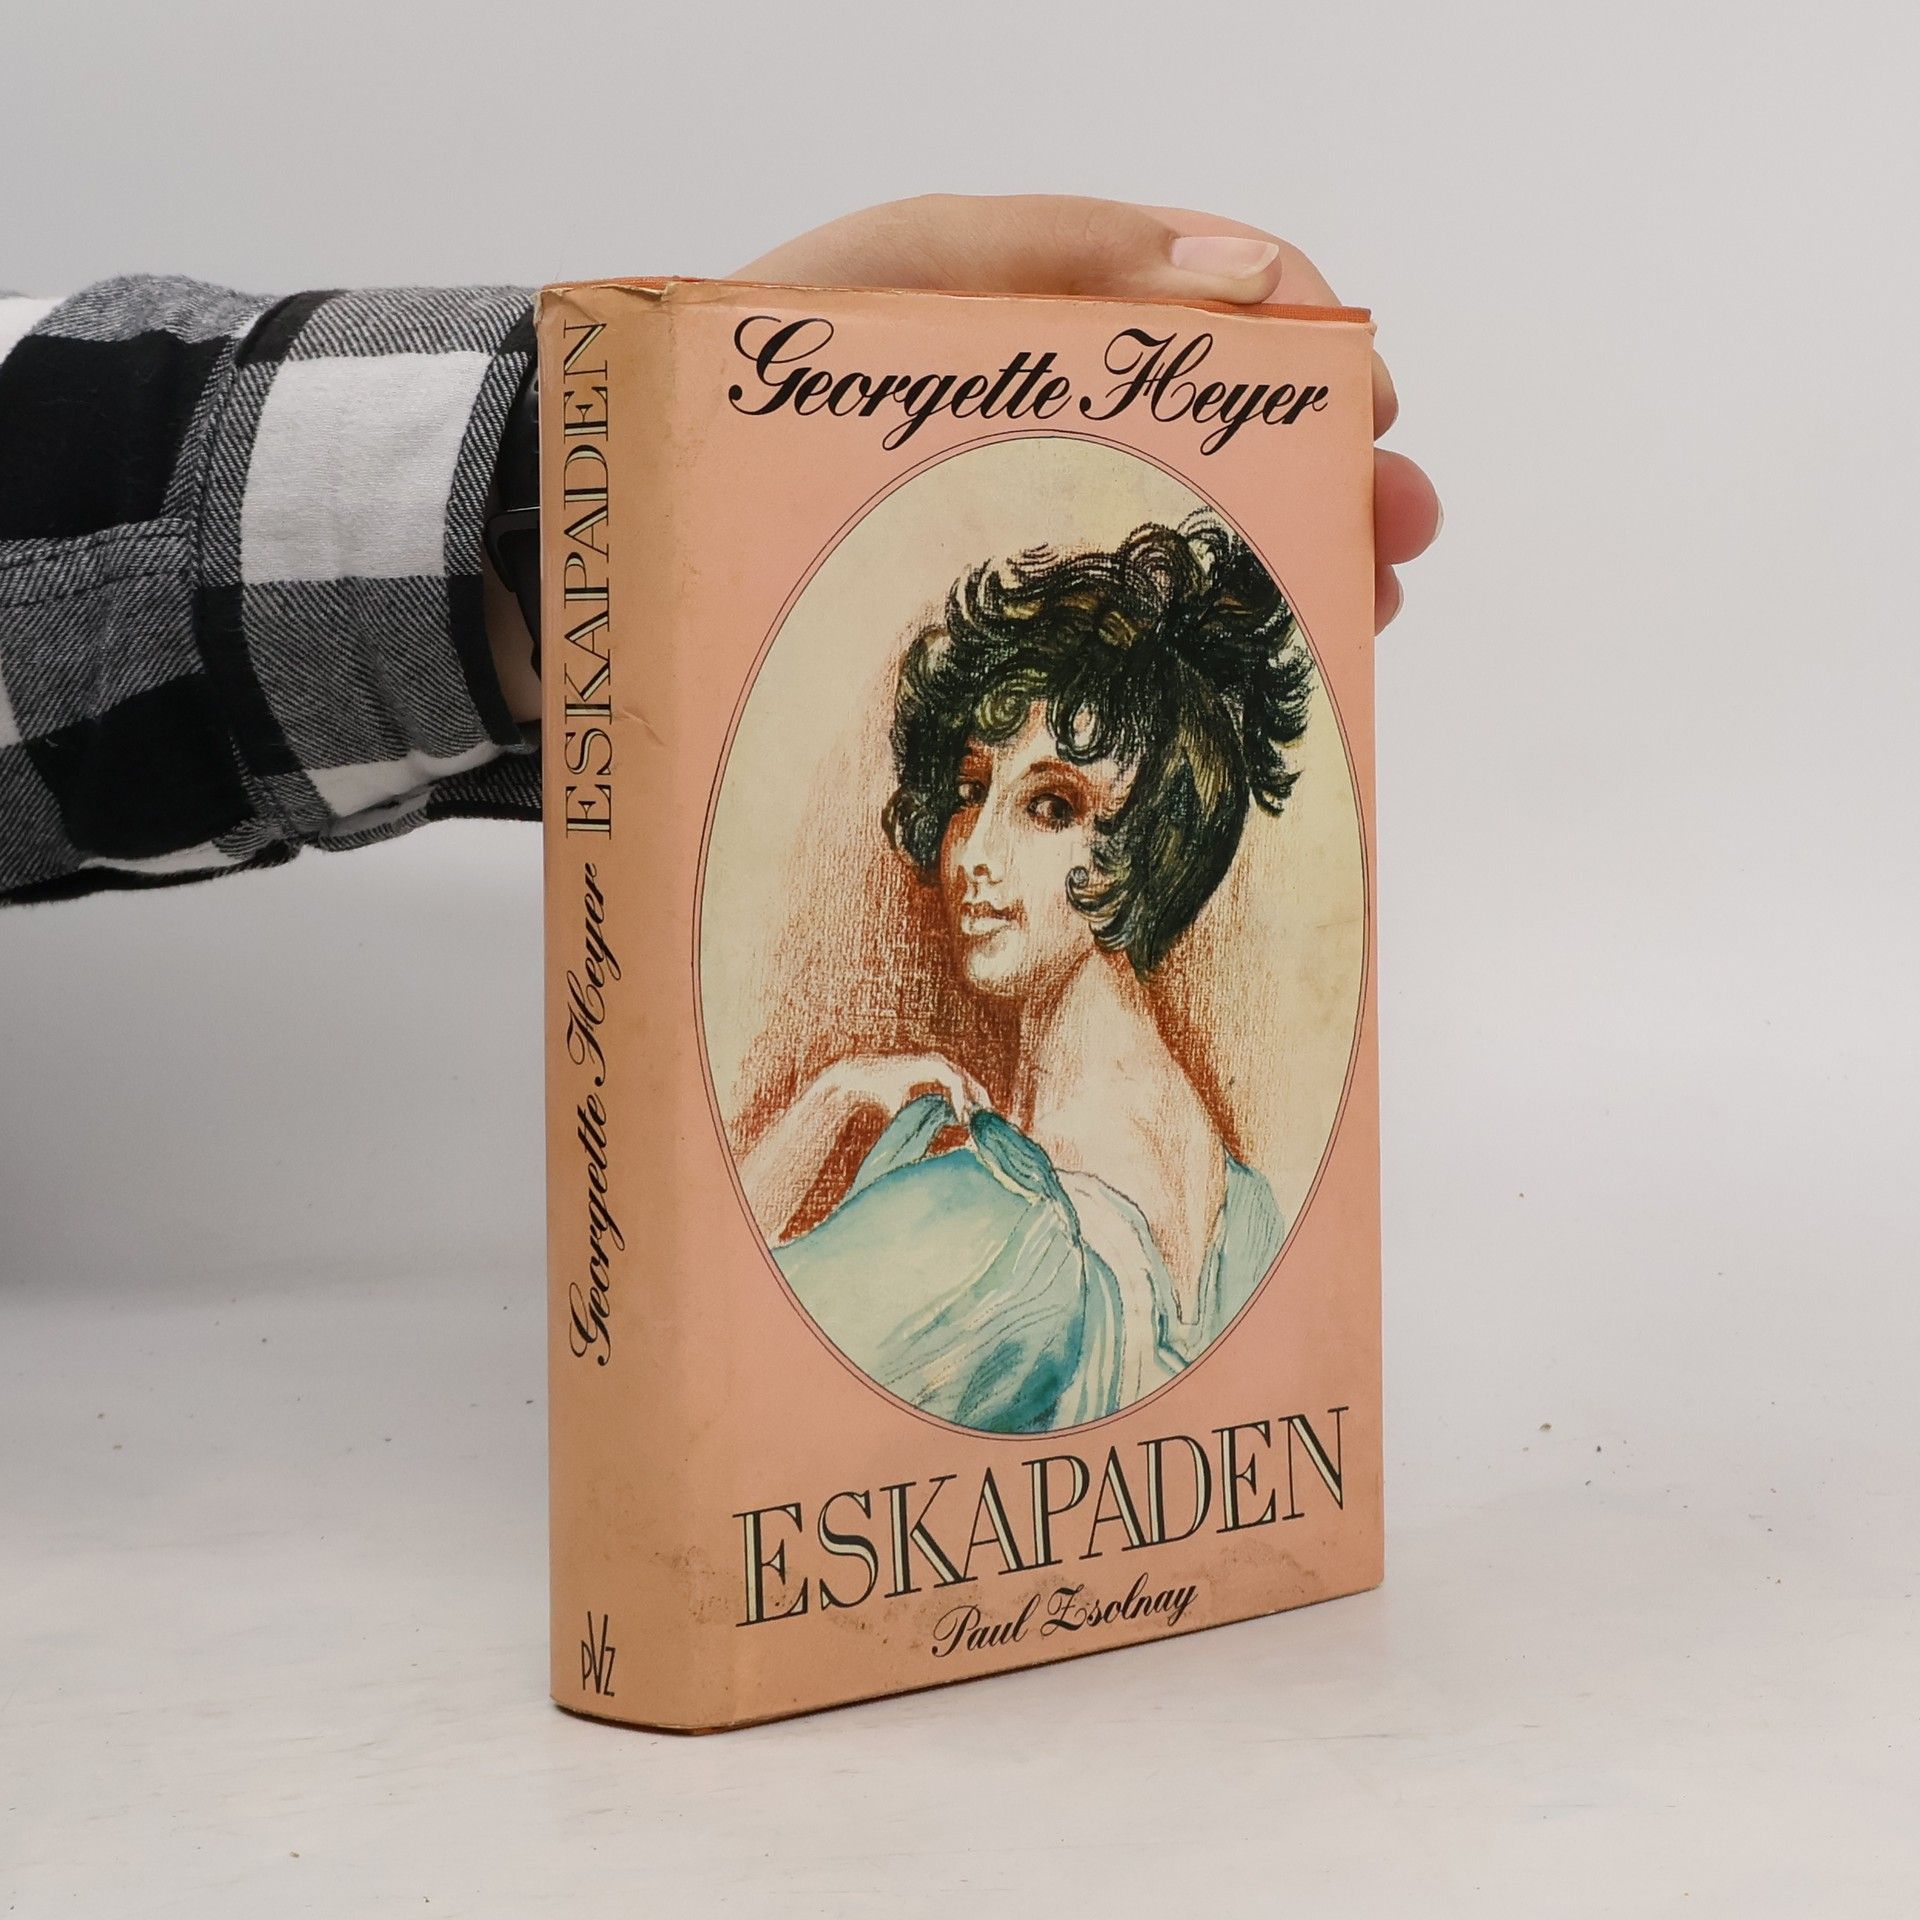 Georgette Heyer
ESKAPADEN
Paul Zsolnay
Georgette Heyer ESKAPADEN
PVZ